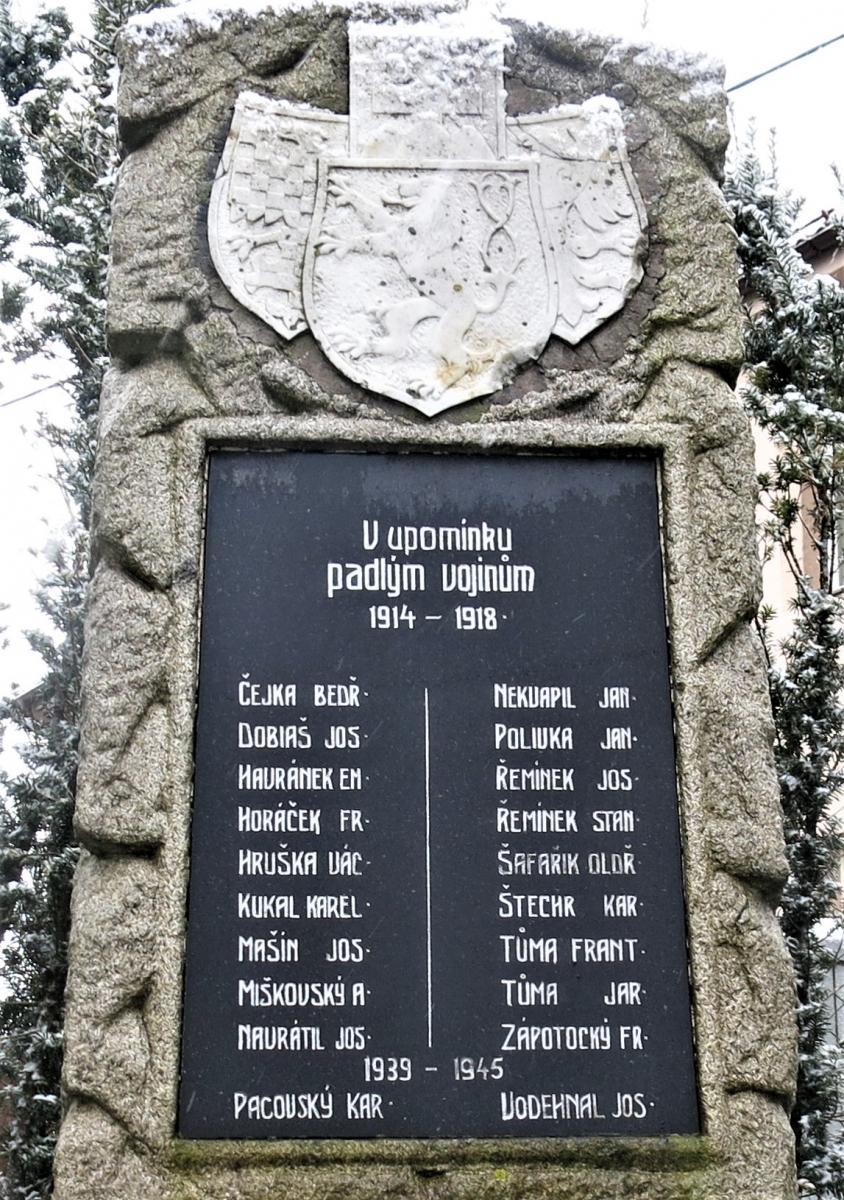 V upomínku
padlým vojínům
1914 – 1918
ČEJKA BEDŘ.
DOBIAŠ JOS.
HAVRÁNEK EM.
HORÁČEK FR.
HRUŠKA VÁC.
KUKAL KAREL
MAŠÍN JOS.
MIŠKOVSKÝ A.
NAVRÁTIL JOS.
NEKVAPIL JAN.
POLIVKA JAN.
ŘEMÍNEK JOS.
ŘEMÍNEK STAN.
ŠAFAŘIK OLDŘ.
ŠTECHR KAR.
TŮMA FRANT.
TŮMA JAR.
ZÁPOTOCKÝ FR.
1939 – 1945
PACOVSKÝ KAR.
VODEHNAL JOS.